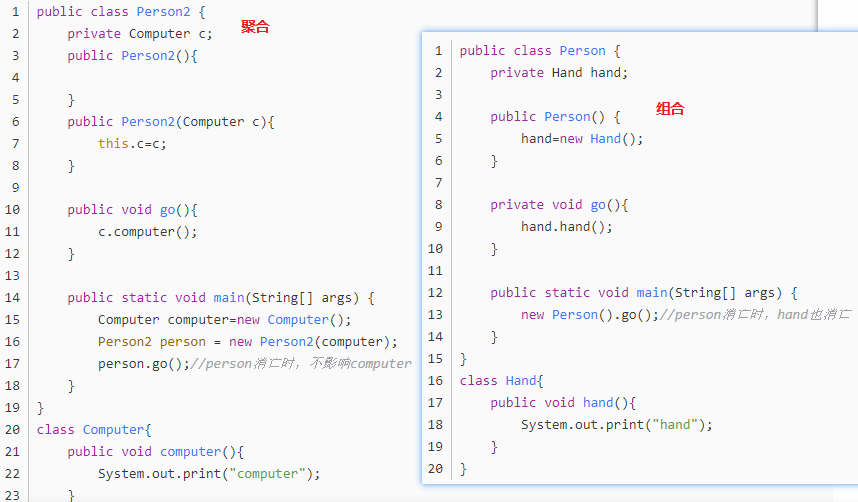 1 public class Person2 {
2 private Computer c;
聚合
3 public Person2(){
4
5 }
6 public Person2(Computer c){
7 this.c=c;
8 }
9
10 public void go(){
11 c.computer();
12 }
13
14 public static void main(String[] args) {
15 Computer computer=new Computer();
16 Person2 person = new Person2(computer);
17 person.go();//person消亡时，不影响computer
18 }
19 }
20 class Computer{
21 public void computer(){
22 System.out.print("computer");
23 }
1 public class Person {
2 private Hand hand;
3
组合
4 public Person() {
5 hand=new Hand();
6 }
7
8 private void go(){
9 hand.hand();
10 }
11
12 public static void main(String[] args) {
13 new Person().go();//person消亡时，hand也消亡
14 }
15 }
16 class Hand{
17 public void hand(){
18 System.out.print("hand");
19 }
20 }